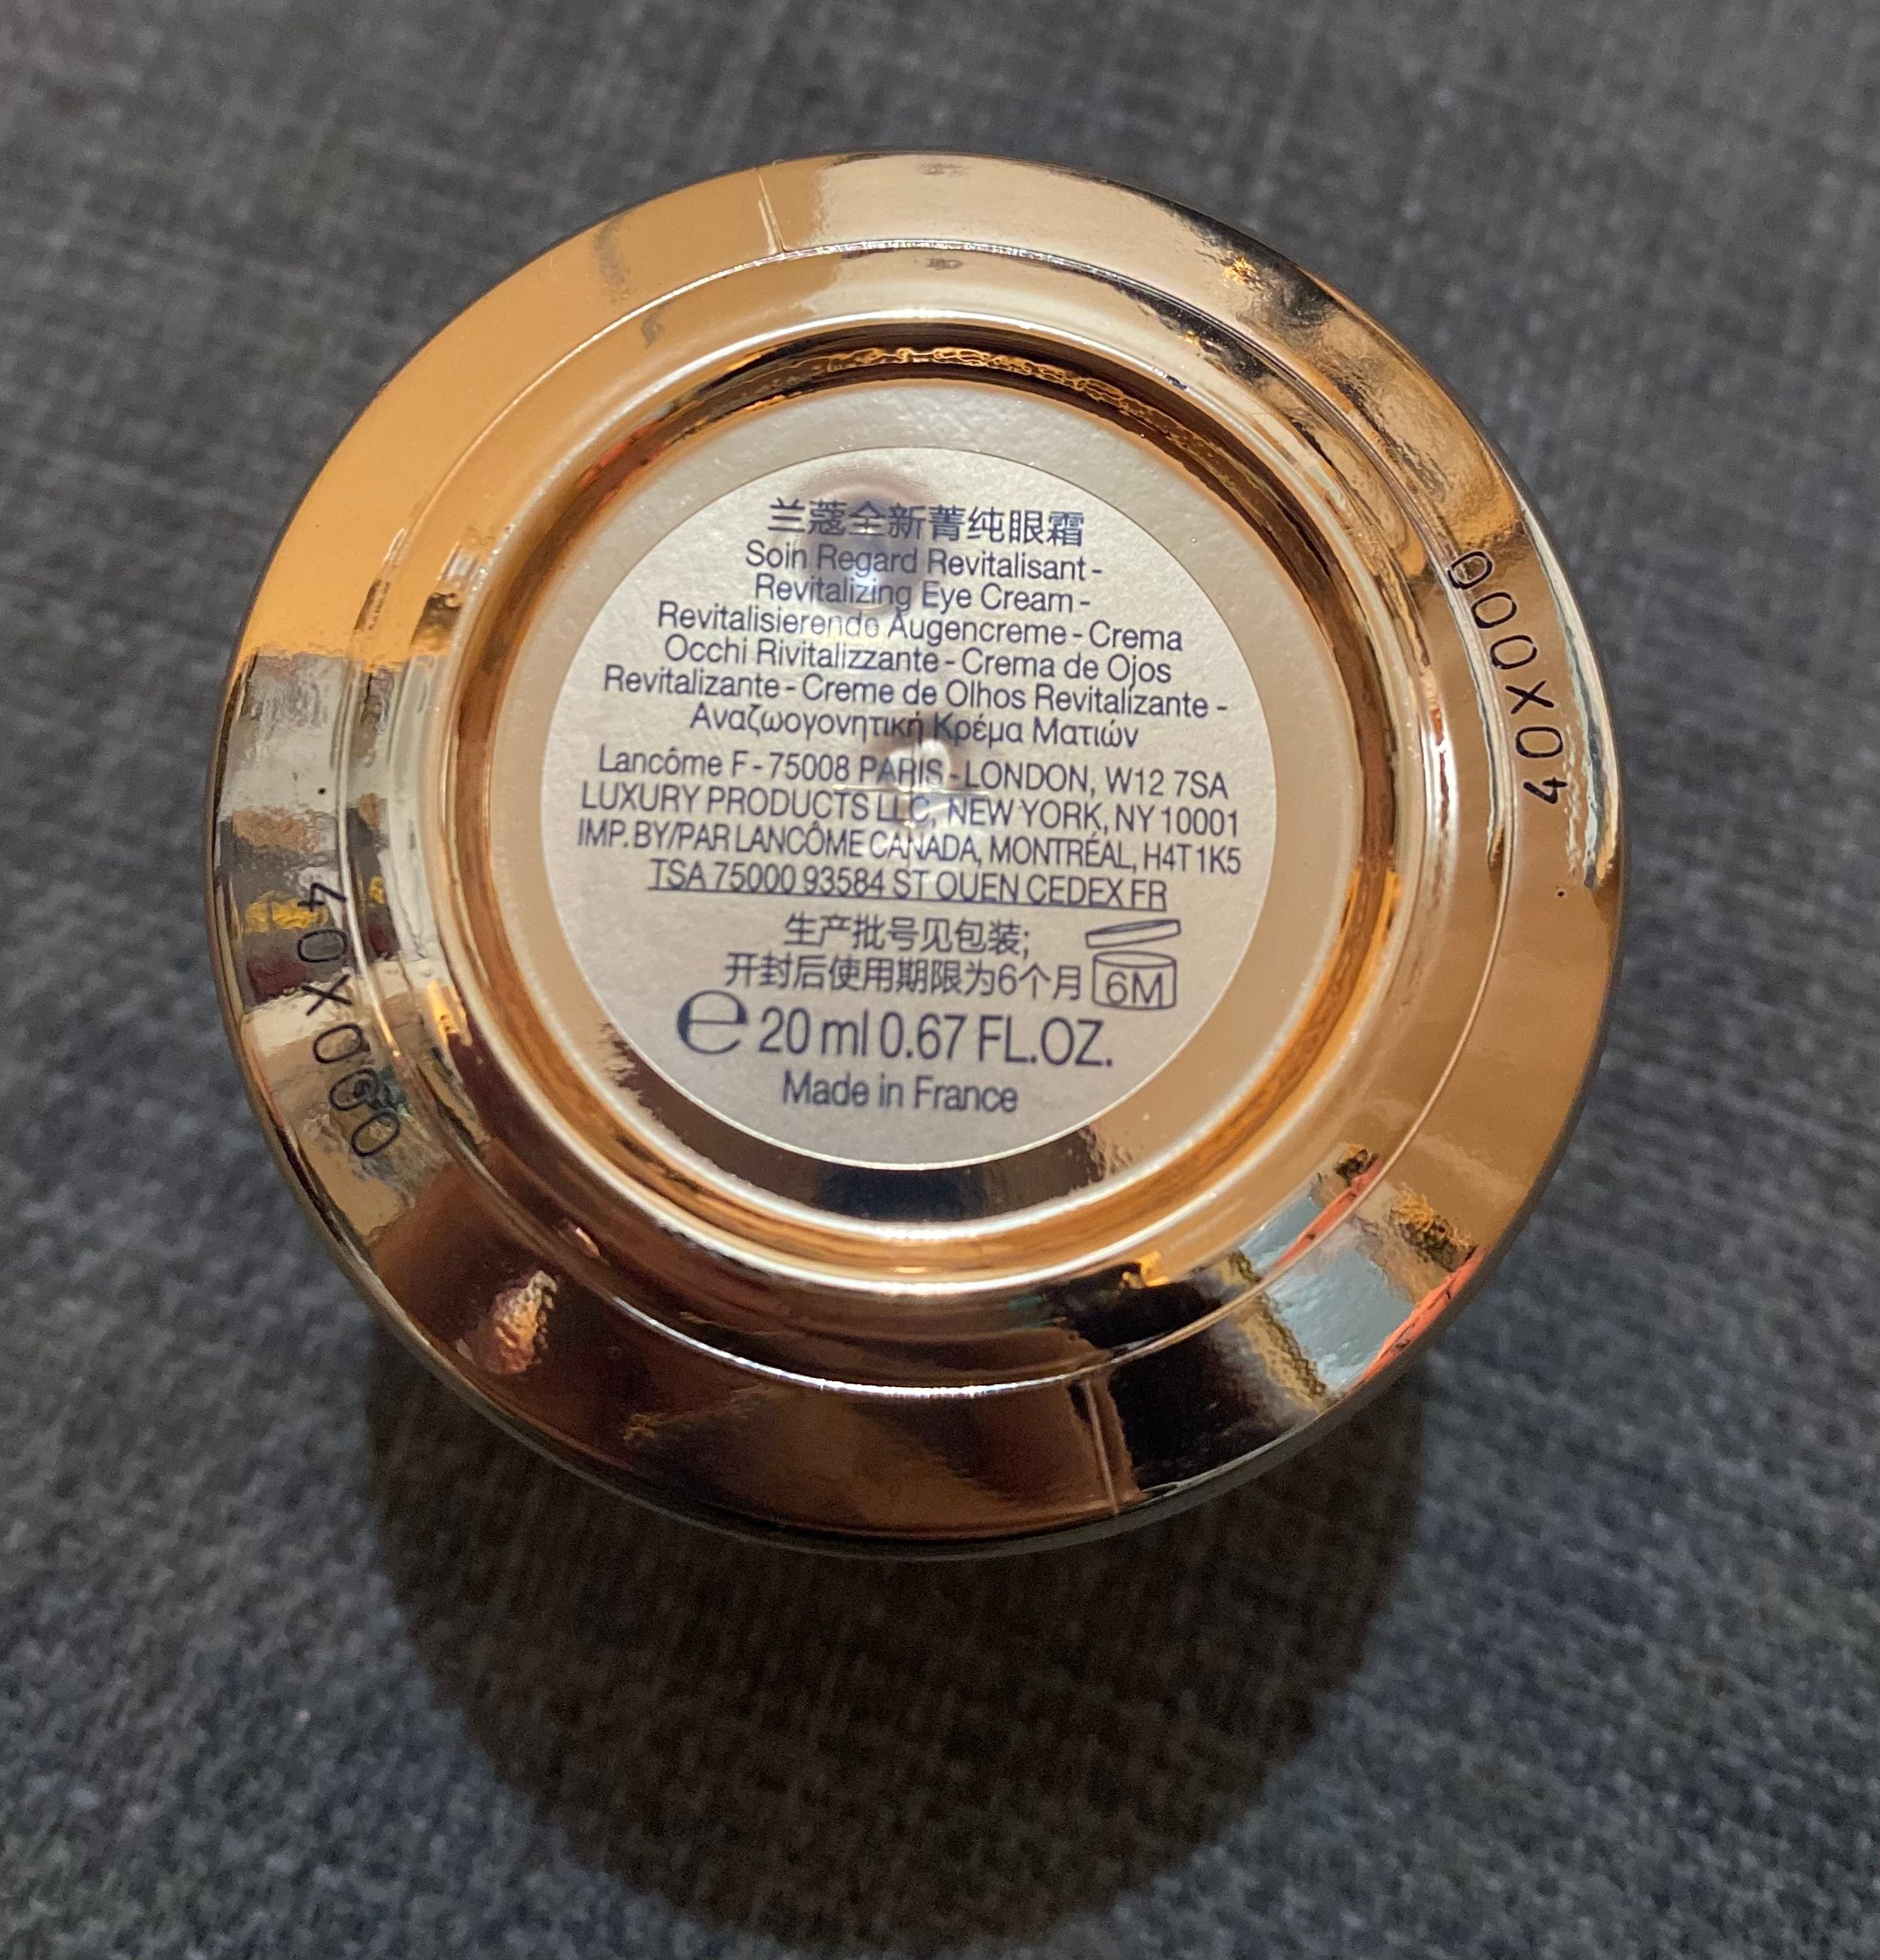 兰蔻全新菁纯眼霜
Soin Regard Revitalisant -
Revitalizing Eye Cream -
Revitalisierende Augencreme - Crema
Occhi Rivitalizzante - Crema de Ojos
Revitalizante - Creme de Olhos Revitalizante -
Αναζωογονητική Κρέμα Ματιών
Lancôme F - 75008 PARIS - LONDON, W12 7SA
LUXURY PRODUCTS LLC, NEW YORK, NY 10001
IMP. BY/PAR LANCÔME CANADA, MONTRÉAL, H4T 1K5
TSA 75000 93584 ST OUEN CEDEX FR
生产批号见包装;
开封后使用期限为6个月 6M
℮ 20 ml 0.67 FL.OZ.
Made in France
40X000
40X000